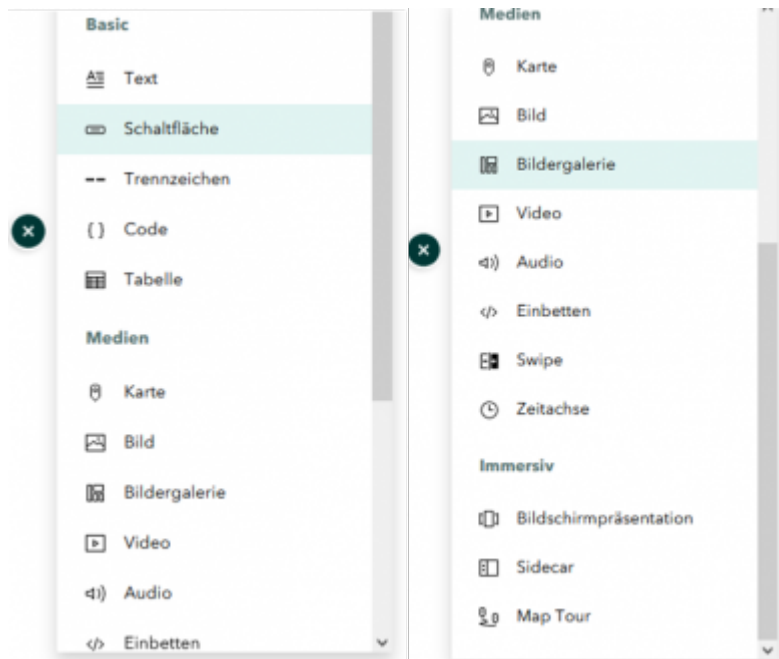 Basic
Text
Schaltfläche
Trennzeichen
{ } Code
Tabelle
Medien
Karte
Bild
Bildergalerie
Video
Audio
</> Einbetten
Medien
Karte
Bild
Bildergalerie
Video
Audio
</> Einbetten
Swipe
Zeitachse
Immersiv
Bildschirmpräsentation
Sidecar
Map Tour